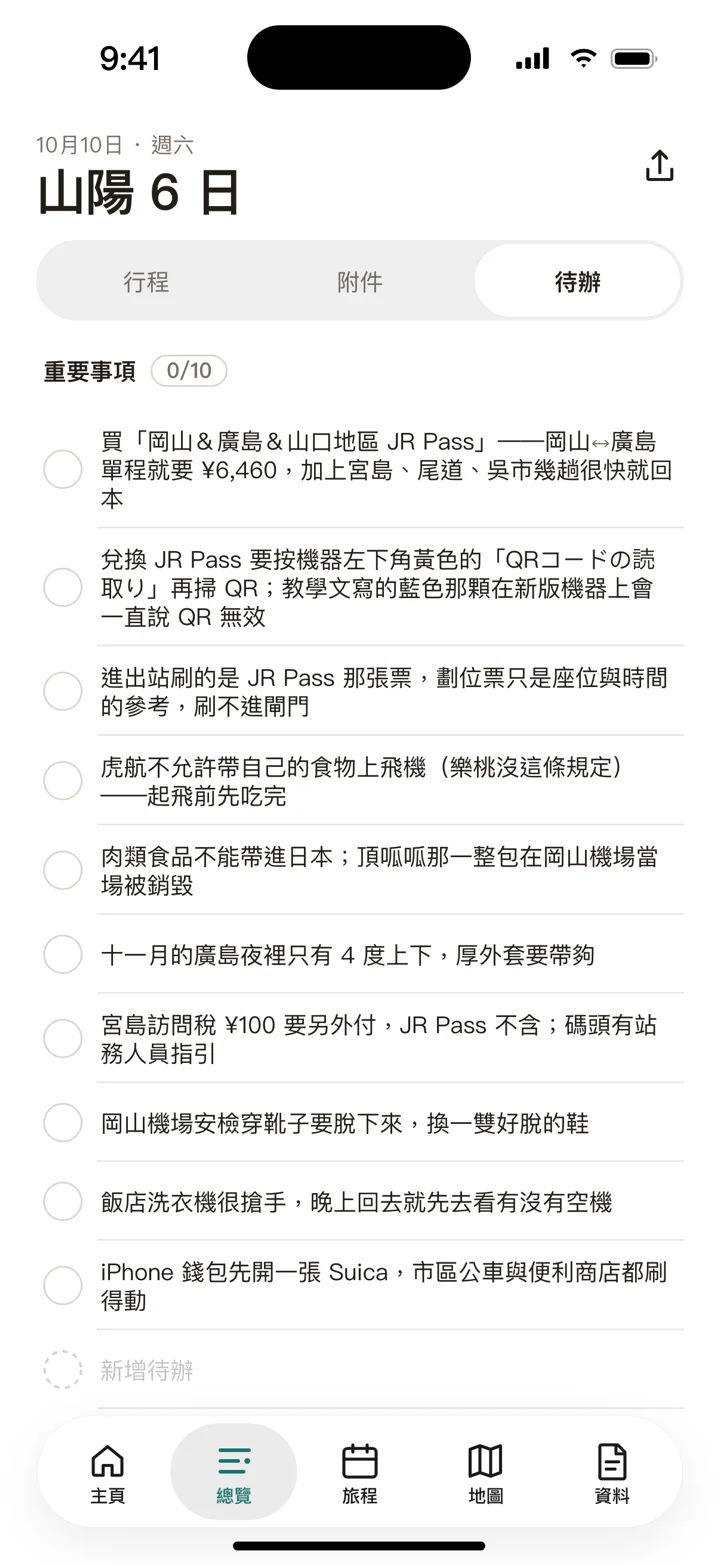 9:41
10月10日 · 週六
山陽 6 日
行程
附件
待辦
重要事項 0/10
買「岡山＆廣島＆山口地區 JR Pass」——岡山↔廣島
單程就要 ¥6,460，加上宮島、尾道、吳市幾趟很快就回
本
兌換 JR Pass 要按機器左下角黃色的「QRコードの読
取り」再掃 QR；教學文寫的藍色那顆在新版機器上會
一直說 QR 無效
進出站刷的是 JR Pass 那張票，劃位票只是座位與時間
的參考，刷不進閘門
虎航不允許帶自己的食物上飛機（樂桃沒這條規定）
——起飛前先吃完
肉類食品不能帶進日本；頂呱呱那一整包在岡山機場當
場被銷毀
十一月的廣島夜裡只有 4 度上下，厚外套要帶夠
宮島訪問稅 ¥100 要另外付，JR Pass 不含；碼頭有站
務人員指引
岡山機場安檢穿靴子要脫下來，換一雙好脫的鞋
飯店洗衣機很搶手，晚上回去就先去看有沒有空機
iPhone 錢包先開一張 Suica，市區公車與便利商店都刷
得動
新增待辦
主頁
總覽
旅程
地圖
資料